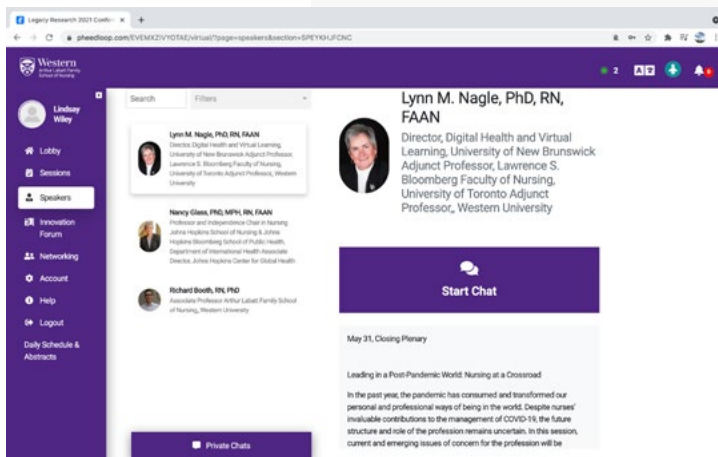 Legacy Research 2021 Confe
pheedloop.com/EVEMXZIVYOTAE/virtual/?page=speakers&section=SPEYKHJFCNC
Western
Arthur Labatt Family
School of Nursing
2
Lindsay
Wiley
Lobby
Sessions
Speakers
Innovation
Forum
Networking
Account
Help
Logout
Daily Schedule &
Abstracts
Search
Filters
Lynn M. Nagle, PhD, RN, FAAN
Director, Digital Health and Virtual Learning,
University of New Brunswick Adjunct Professor,
Lawrence S. Bloomberg Faculty of Nursing,
University of Toronto Adjunct Professor,, Western
University
Nancy Glass, PhD, MPH, RN, FAAN
Professor and Independence Chair in Nursing
Johns Hopkins School of Nursing & Johns
Hopkins Bloomberg School of Public Health,
Department of International Health Associate
Director, Johns Hopkins Center for Global Health
Richard Booth, RN, PhD
Associate Professor Arthur Labatt Family School
of Nursing, Western University
Private Chats
Lynn M. Nagle, PhD, RN,
FAAN
Director, Digital Health and Virtual
Learning, University of New Brunswick
Adjunct Professor, Lawrence S.
Bloomberg Faculty of Nursing,
University of Toronto Adjunct
Professor,, Western University
Start Chat
May 31, Closing Plenary
Leading in a Post-Pandemic World: Nursing at a Crossroad
In the past year, the pandemic has consumed and transformed our
personal and professional ways of being in the world. Despite nurses'
invaluable contributions to the management of COVID-19, the future
structure and role of the profession remains uncertain. In this session,
current and emerging issues of concern for the profession will be